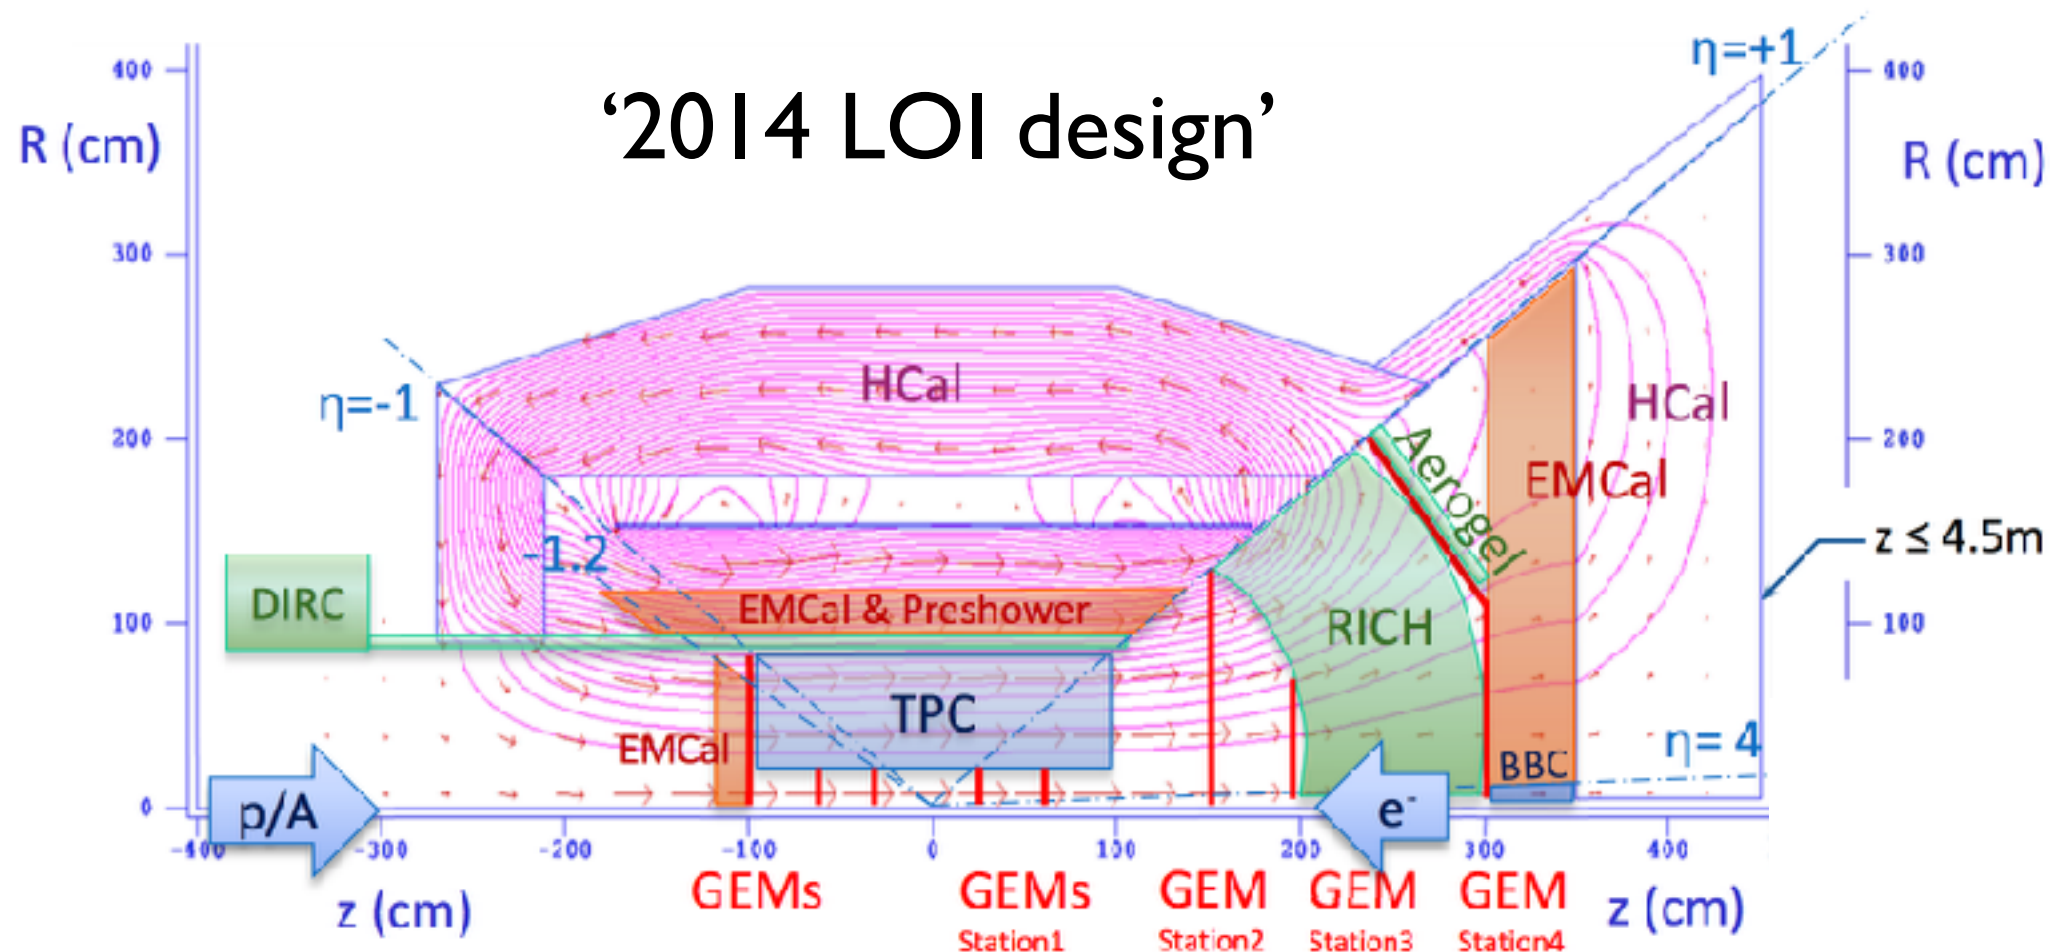 ‘2014 LOI design’
η=+1
400
400
R (cm)
R (cm)
300
300
HCal
η=-1
HCal
200
200
Aerogel
EMCal
z ≤ 4.5m
-1.2
DIRC
EMCal & Preshower
100
RICH
100
TPC
EMCal
η= 4
BBC
0
p/A
e-
-400
-300
-200
-100
0
100
200
300
400
z (cm)
GEMs
GEMs
Station1
GEM
Station2
GEM
Station3
GEM
Station4
z (cm)